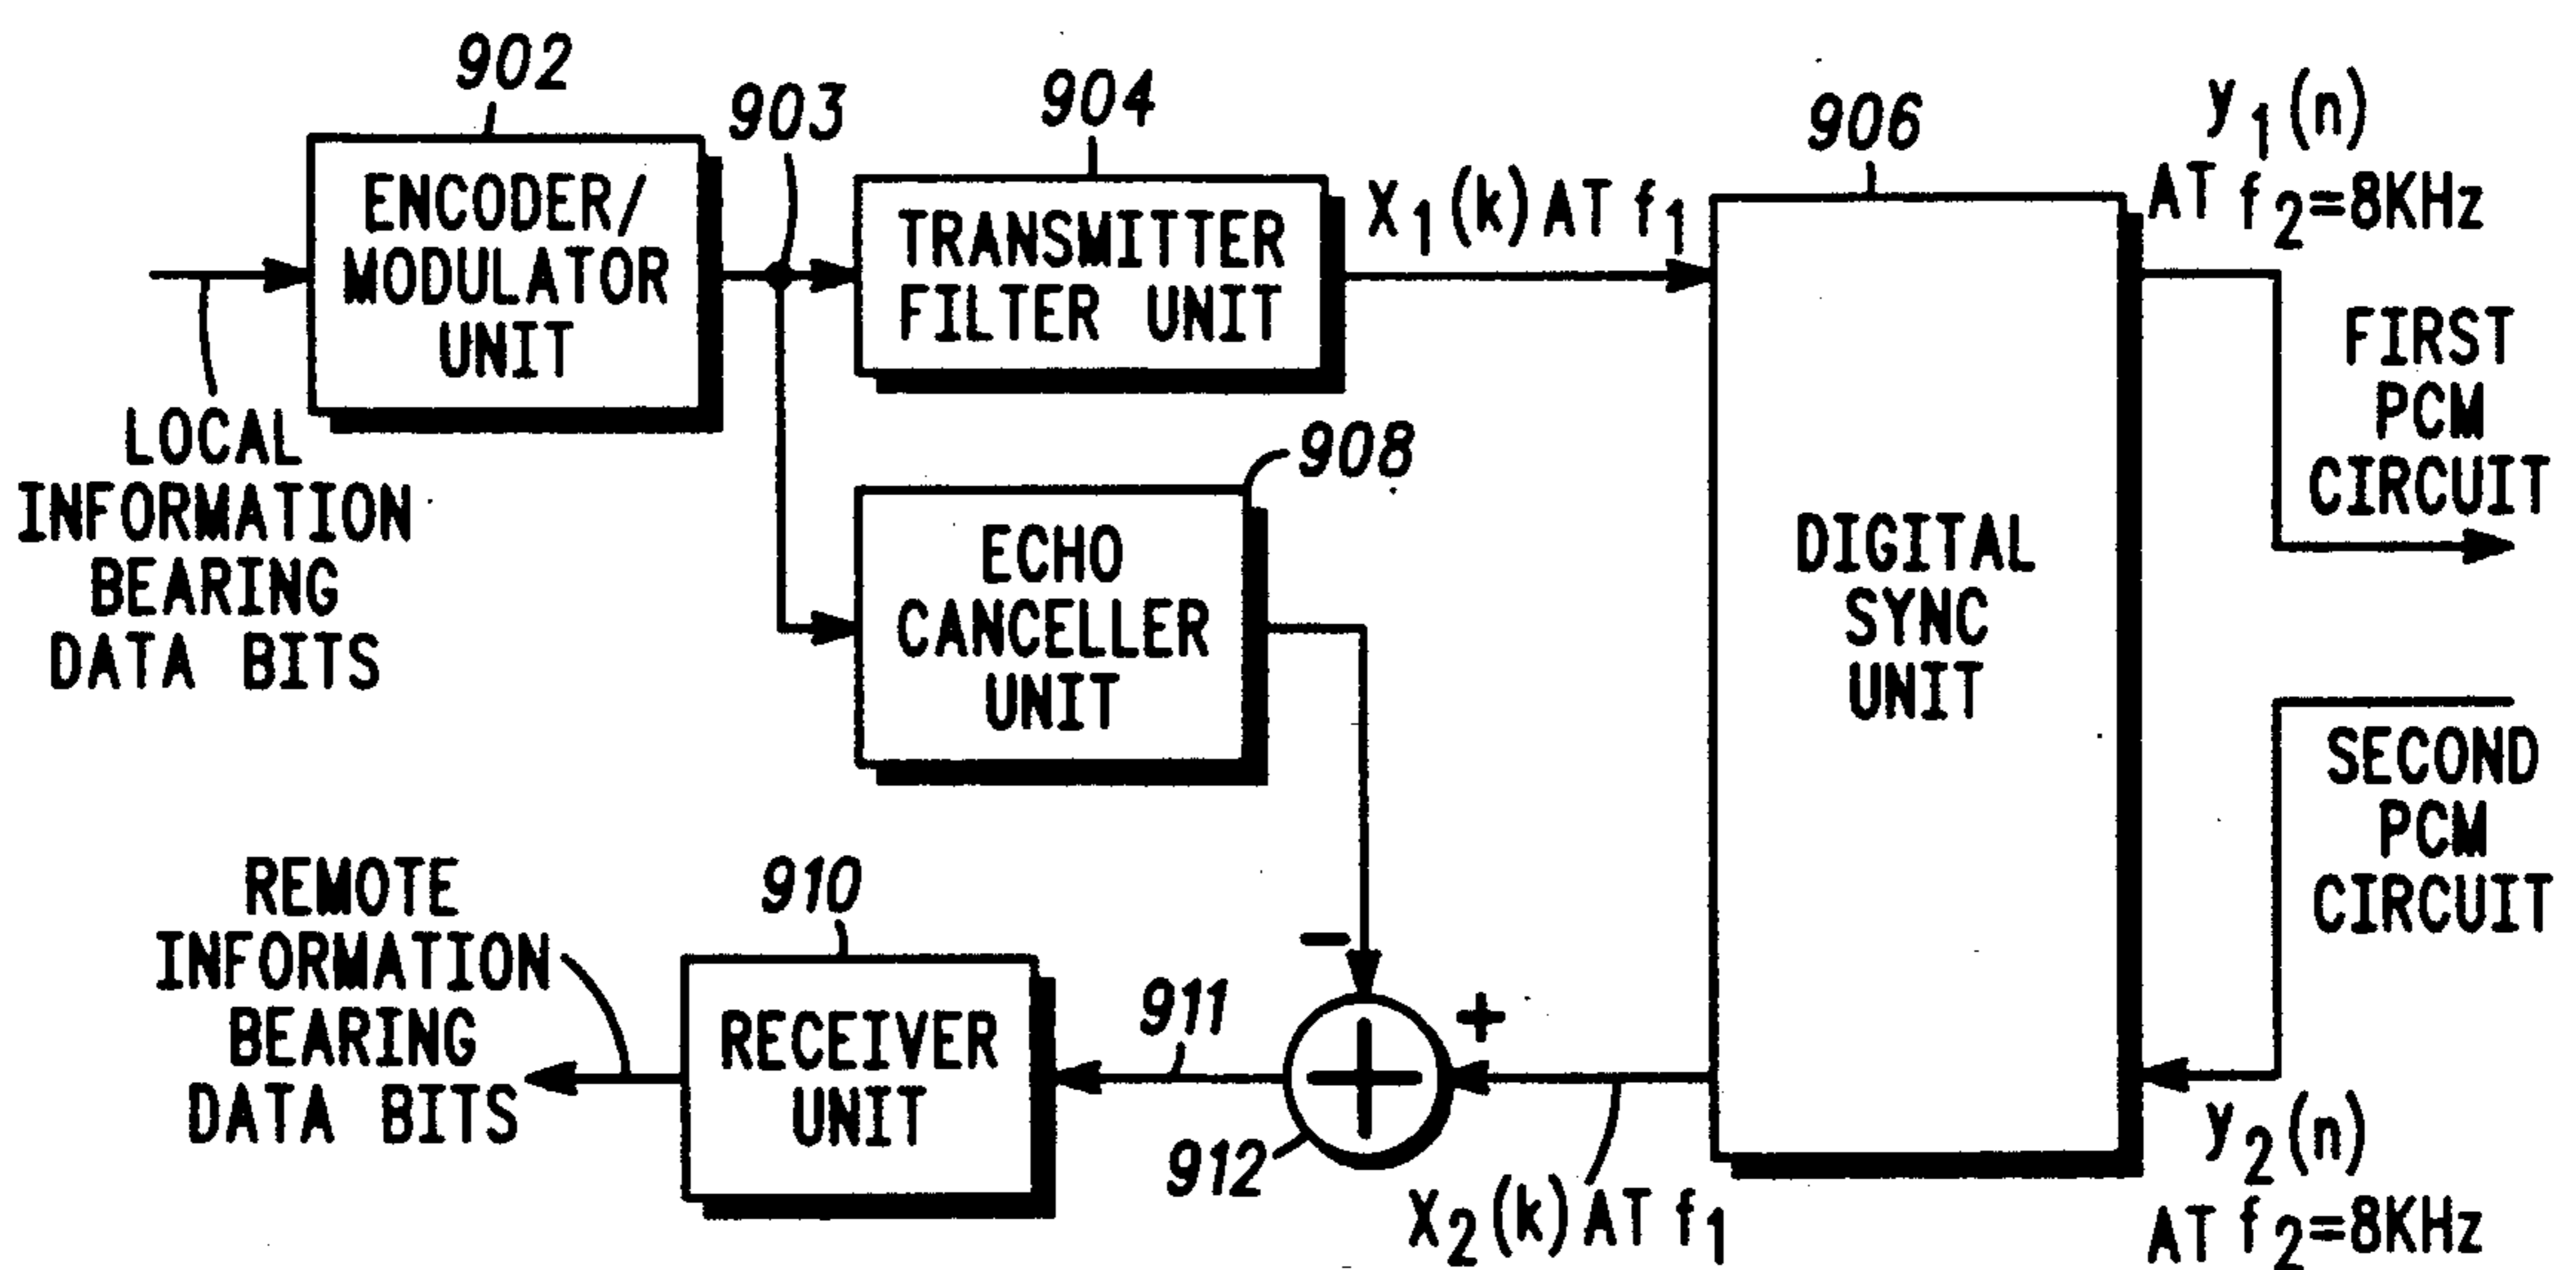 902
903
904
906
y1(n)
AT f2=8KHz
ENCODER/
MODULATOR
UNIT
TRANSMITTER
FILTER UNIT
X1(k) AT f1
FIRST
PCM
CIRCUIT
LOCAL
INFORMATION
BEARING
DATA BITS
908
ECHO
CANCELLER
UNIT
DIGITAL
SYNC
UNIT
SECOND
PCM
CIRCUIT
REMOTE
INFORMATION
BEARING
DATA BITS
910
RECEIVER
UNIT
911
−
+
912
X2(k) AT f1
y2(n)
AT f2=8KHz